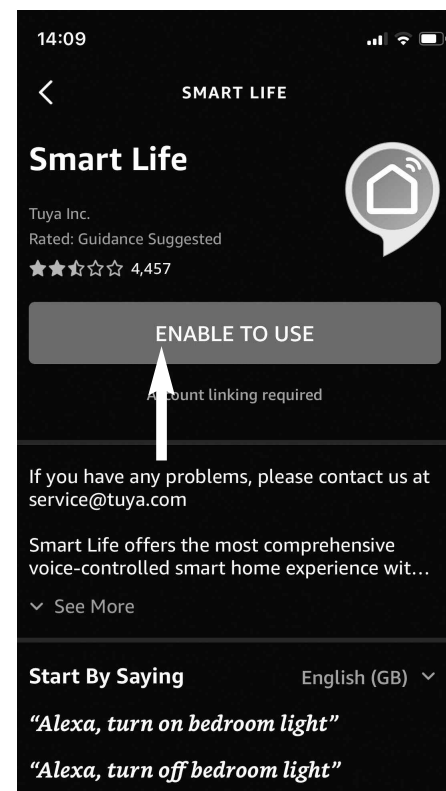 14:09
SMART LIFE
Smart Life
Tuya Inc.
Rated: Guidance Suggested
4,457
ENABLE TO USE
linking required
If you have any problems, please contact us at
service@tuya.com
Smart Life offers the most comprehensive
voice-controlled smart home experience wit...
See More
Start By Saying
English (GB)
“Alexa, turn on bedroom light”
“Alexa, turn off bedroom light”